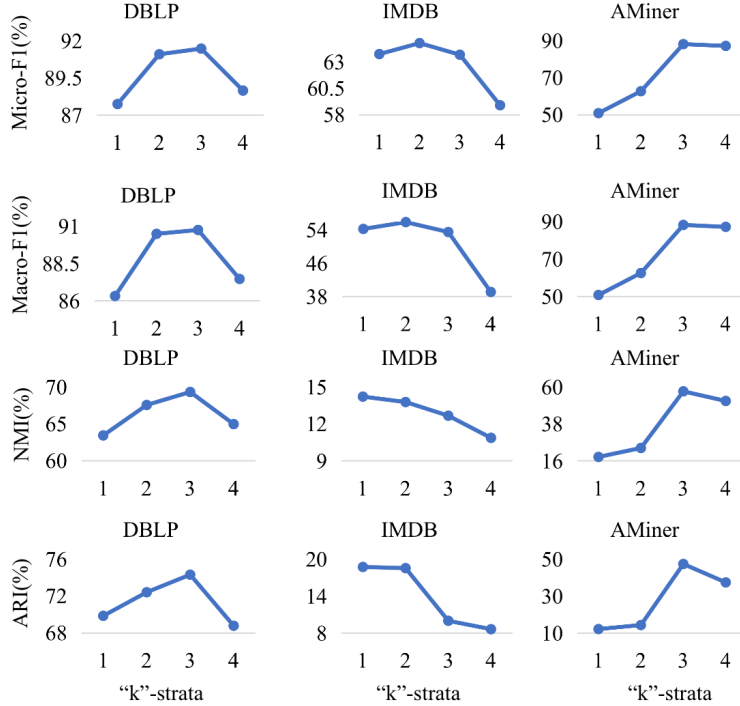 DBLP IMDB AMiner
Micro-F1(%)
92 89.5 87
63 60.5 58
90 70 50
1 2 3 4 1 2 3 4 1 2 3 4
DBLP IMDB AMiner
Macro-F1(%)
91 88.5 86
54 46 38
90 70 50
1 2 3 4 1 2 3 4 1 2 3 4
DBLP IMDB AMiner
NMI(%)
70 65 60
15 12 9
60 38 16
1 2 3 4 1 2 3 4 1 2 3 4
DBLP IMDB AMiner
ARI(%)
76 72 68
20 14 8
50 30 10
1 2 3 4 1 2 3 4 1 2 3 4
“k”-strata “k”-strata “k”-strata